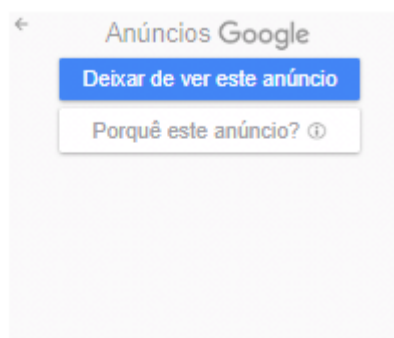 Anúncios Google
Deixar de ver este anúncio
Porquê este anúncio?